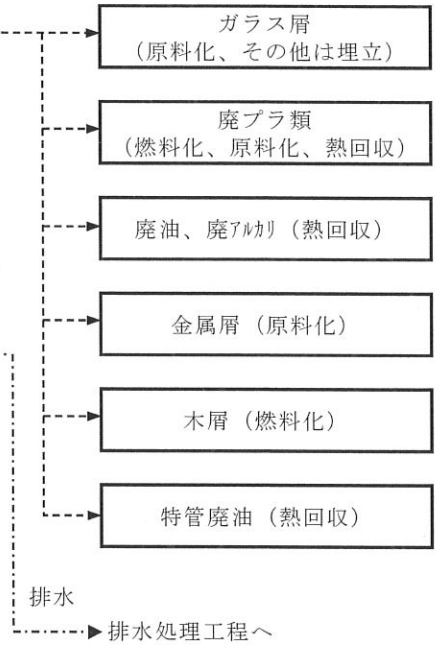 ガラス屑
(原料化、その他は埋立)
廃プラ類
(燃料化、原料化、熱回収)
廃油、廃ｱﾙｶﾘ (熱回収)
金属屑 (原料化)
木屑 (燃料化)
特管廃油 (熱回収)
排水
排水処理工程へ